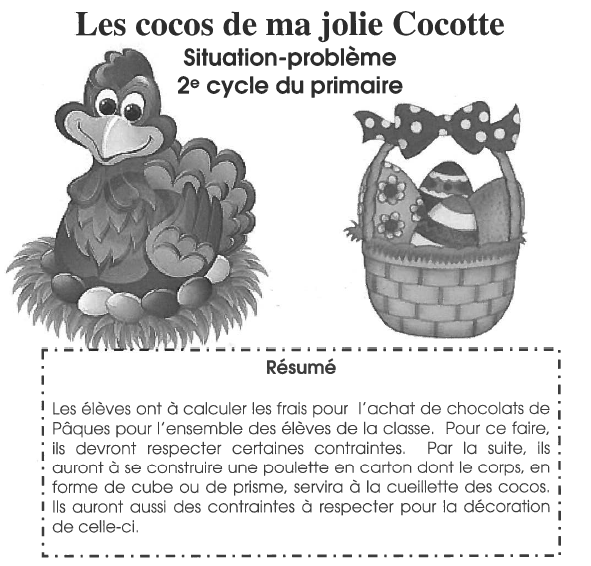 Les cocos de ma jolie Cocotte
Situation-problème
2e cycle du primaire
Résumé
Les élèves ont à calculer les frais pour l'achat de chocolats de
Pâques pour l'ensemble des élèves de la classe. Pour ce faire,
ils devront respecter certaines contraintes. Par la suite, ils
auront à se construire une poulette en carton dont le corps, en
forme de cube ou de prisme, servira à la cueillette des cocos.
Ils auront aussi des contraintes à respecter pour la décoration
de celle-ci.